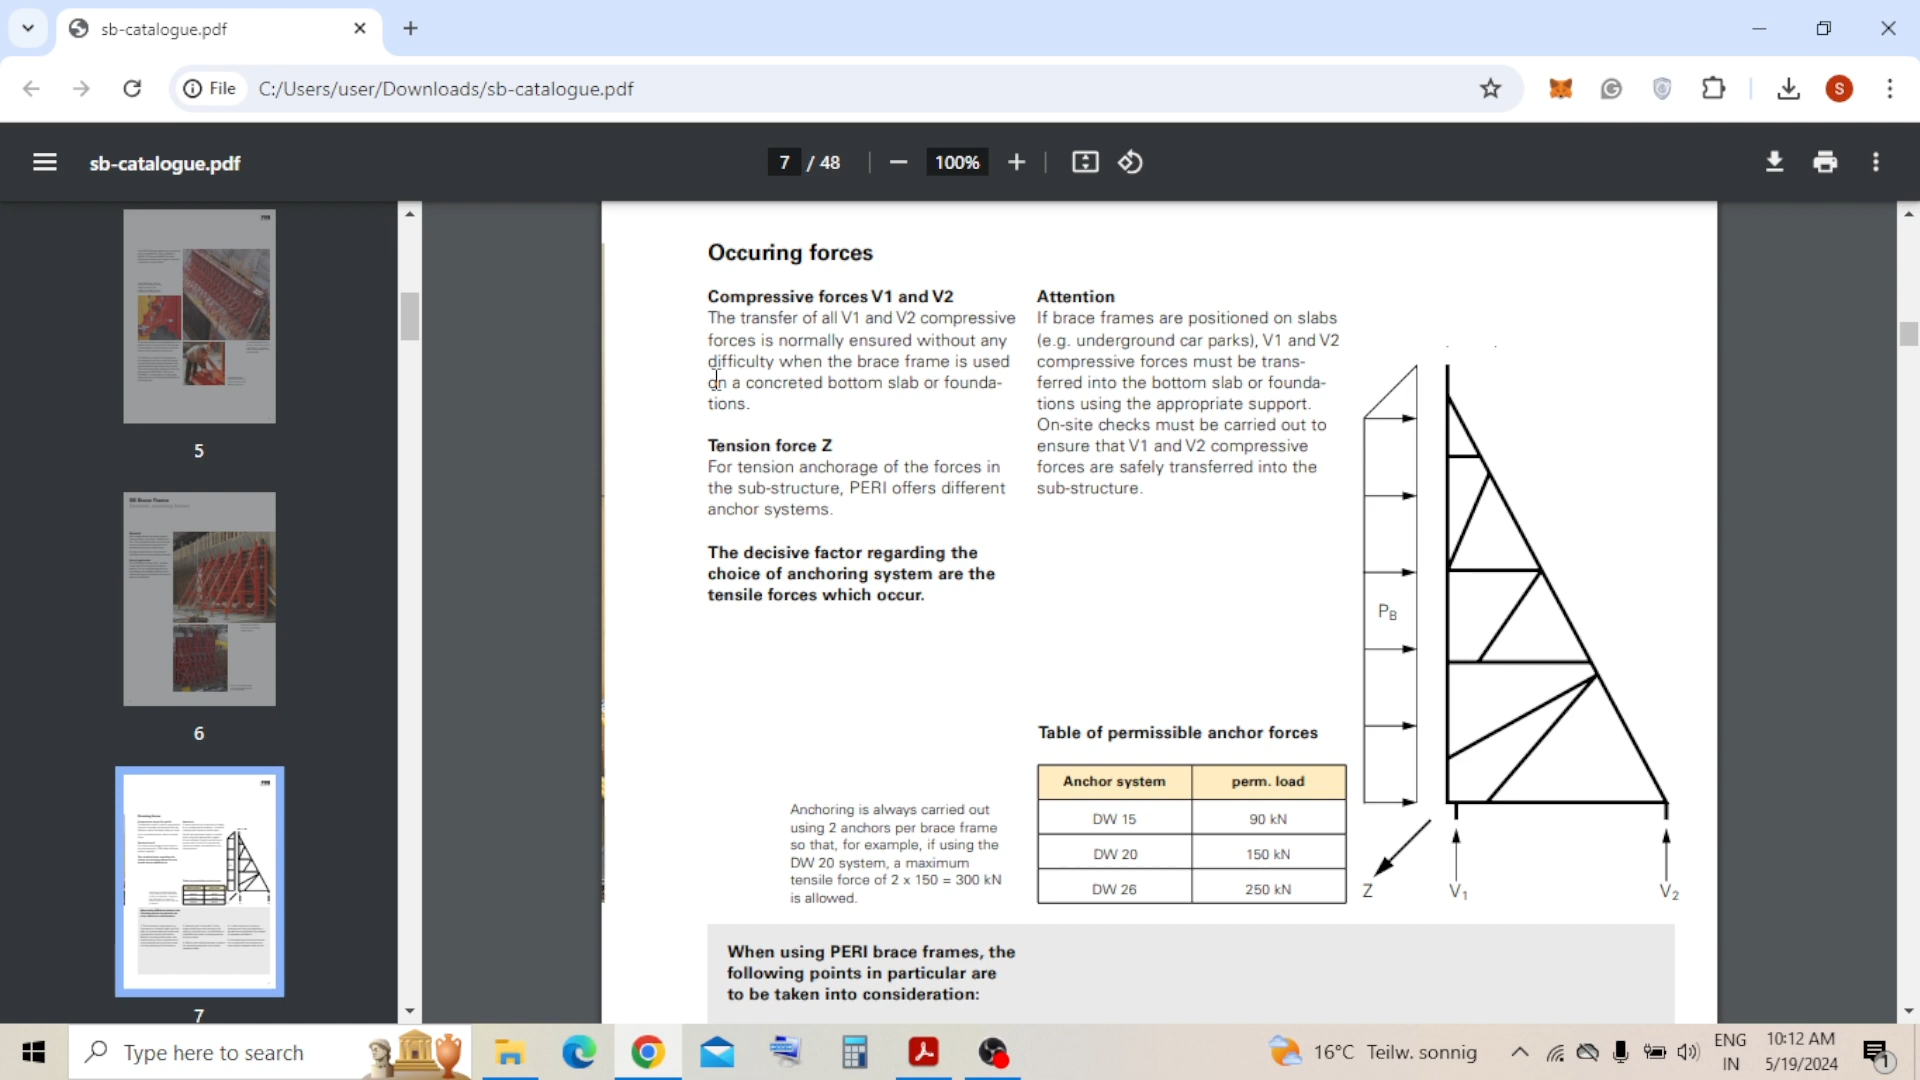 sb-catalogue.pdf
File
C:/Users/user/Downloads/sb-catalogue.pdf
S
sb-catalogue.pdf
7 / 48
100%
5
6
7
Occuring forces
Compressive forces V1 and V2
The transfer of all V1 and V2 compressive
forces is normally ensured without any
difficulty when the brace frame is used
on a concreted bottom slab or founda-
tions.
Tension force Z
For tension anchorage of the forces in
the sub-structure, PERI offers different
anchor systems.
The decisive factor regarding the
choice of anchoring system are the
tensile forces which occur.
Attention
If brace frames are positioned on slabs
(e.g. underground car parks), V1 and V2
compressive forces must be trans-
ferred into the bottom slab or founda-
tions using the appropriate support.
On-site checks must be carried out to
ensure that V1 and V2 compressive
forces are safely transferred into the
sub-structure.
PB
Z
V1
V2
Anchoring is always carried out
using 2 anchors per brace frame
so that, for example, if using the
DW 20 system, a maximum
tensile force of 2 x 150 = 300 kN
is allowed.
Table of permissible anchor forces
Anchor system perm. load
DW 15 90 kN
DW 20 150 kN
DW 26 250 kN
When using PERI brace frames, the
following points in particular are
to be taken into consideration:
Type here to search
16°C Teilw. sonnig
ENG
IN
10:12 AM
5/19/2024
1